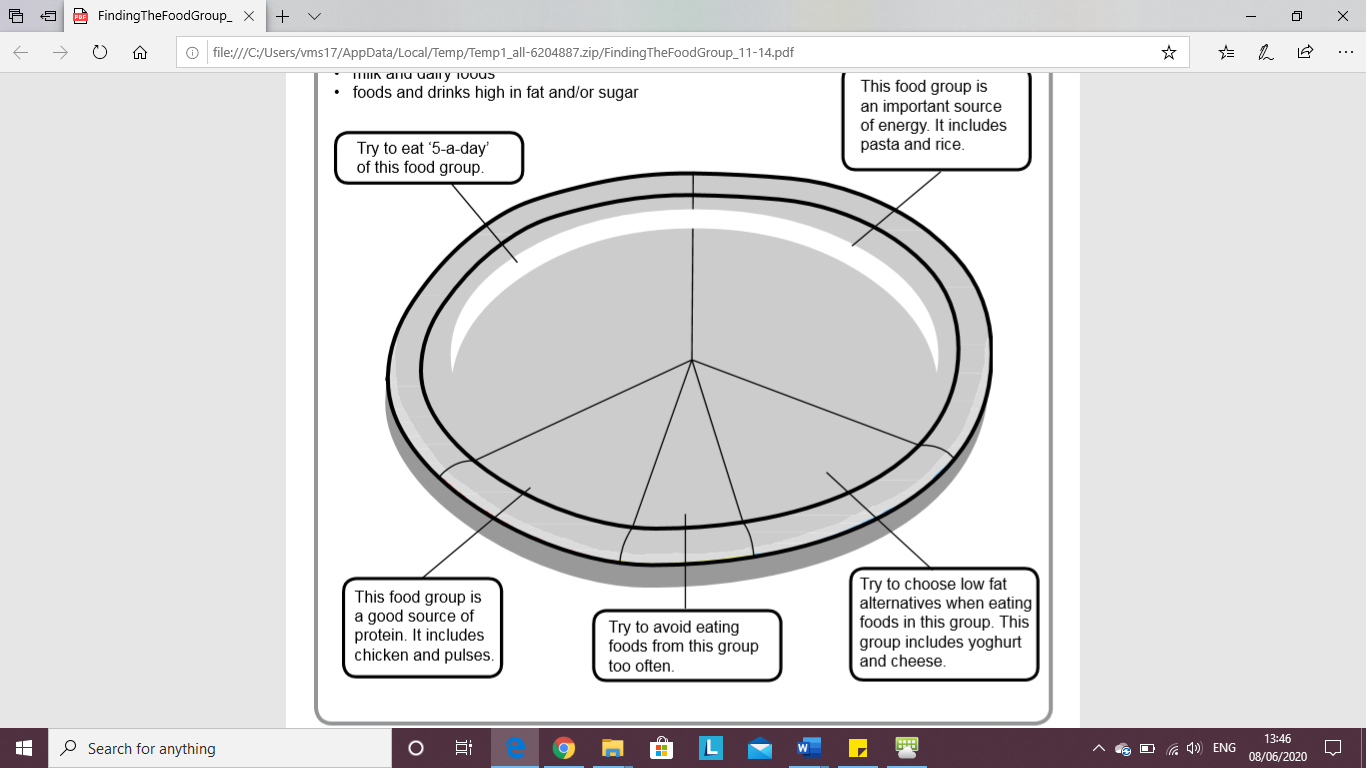 FindingTheFoodGroup_
PDF
file:///C:/Users/vms17/AppData/Local/Temp/Temp1_all-6204887.zip/FindingTheFoodGroup_11-14.pdf
• milk and dairy foods
• foods and drinks high in fat and/or sugar
This food group is
an important source
of energy. It includes
pasta and rice.
Try to eat ‘5-a-day’
of this food group.
This food group is
a good source of
protein. It includes
chicken and pulses.
Try to avoid eating
foods from this group
too often.
Try to choose low fat
alternatives when eating
foods in this group. This
group includes yoghurt
and cheese.
Search for anything
L
W
ENG
13:46
08/06/2020